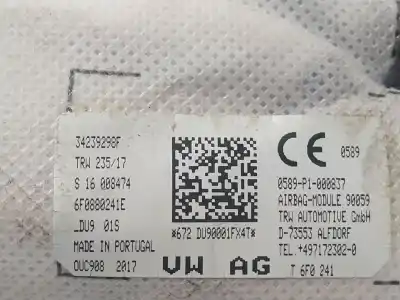 34239298F
TRW 235/17
S 16 008474
6F0880241E
_DU9 01S
MADE IN PORTUGAL
OUC908 2017
*672 DU90001FX4T*
VW AG
CE 0589
0589-P1-000837
AIRBAG-MODULE 90059
TRW AUTOMOTIVE GmbH
D-73553 ALFDORF
TEL.+497172302-0
T 6F0 241